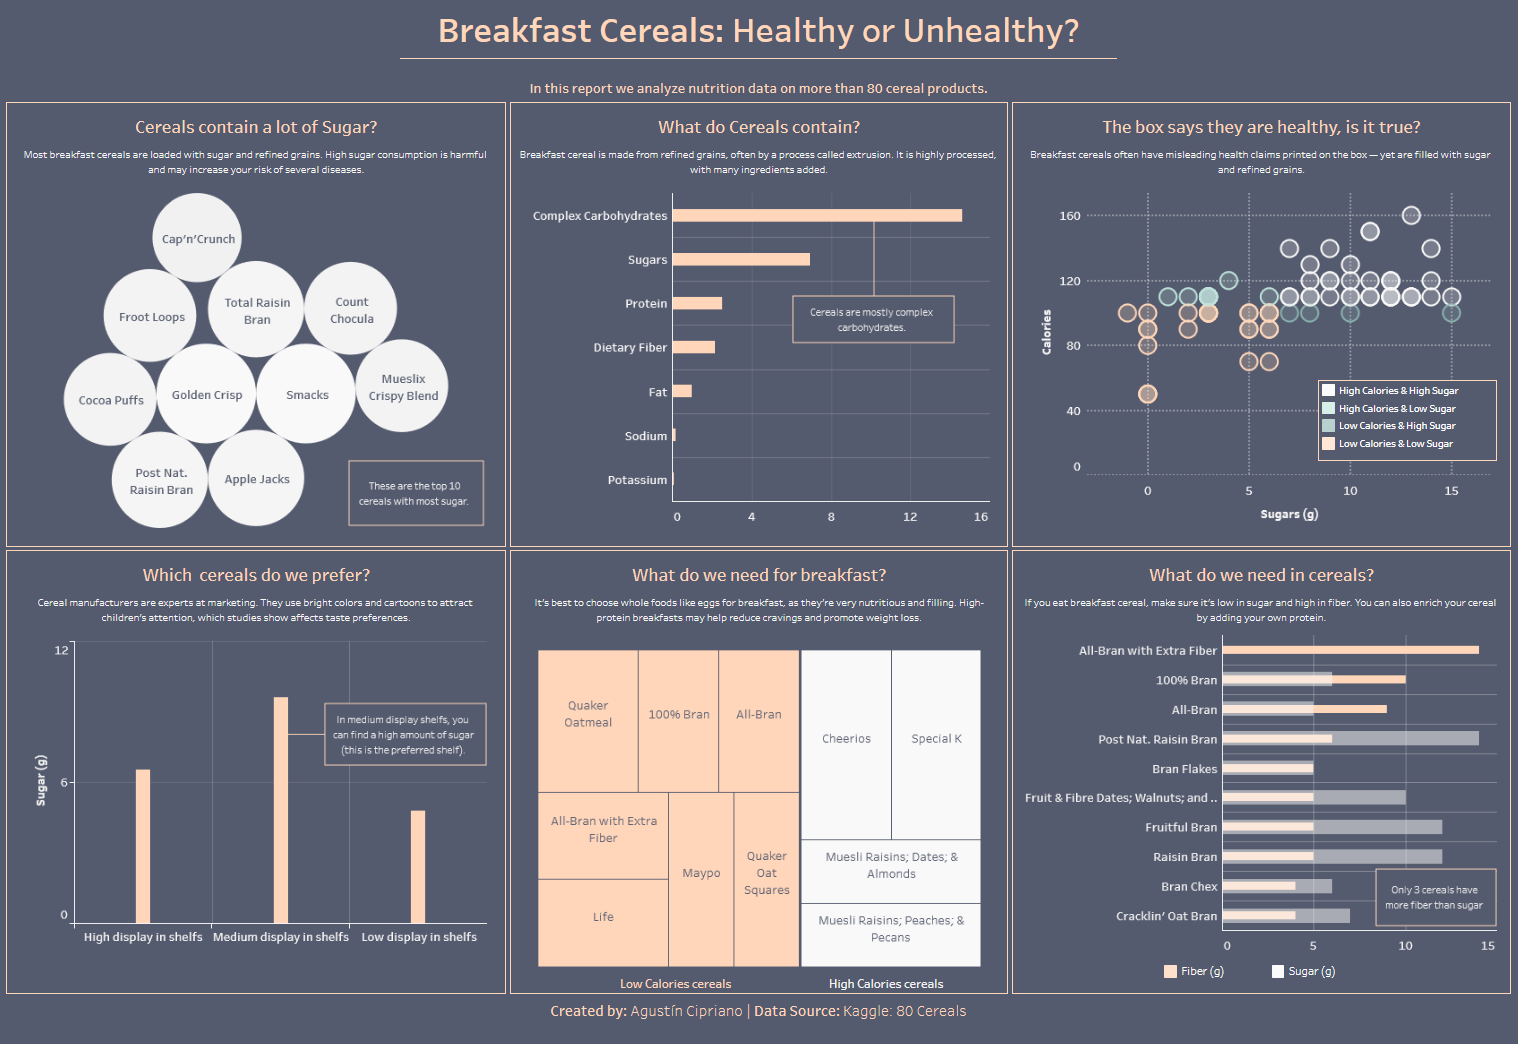 Breakfast Cereals: Healthy or Unhealthy?
In this report we analyze nutrition data on more than 80 cereal products.
Cereals contain a lot of Sugar?
Most breakfast cereals are loaded with sugar and refined grains. High sugar consumption is harmful
and may increase your risk of several diseases.
Cap'n'Crunch
Froot Loops
Total Raisin
Bran
Count
Chocula
Cocoa Puffs
Golden Crisp
Smacks
Mueslix
Crispy Blend
Post Nat.
Raisin Bran
Apple Jacks
These are the top 10
cereals with most sugar.
What do Cereals contain?
Breakfast cereal is made from refined grains, often by a process called extrusion. It is highly processed,
with many ingredients added.
Complex Carbohydrates
Sugars
Protein
Dietary Fiber
Fat
Sodium
Potassium
Cereals are mostly complex
carbohydrates.
0 4 8 12 16
The box says they are healthy, is it true?
Breakfast cereals often have misleading health claims printed on the box — yet are filled with sugar
and refined grains.
Calories
160
120
80
40
0
High Calories & High Sugar
High Calories & Low Sugar
Low Calories & High Sugar
Low Calories & Low Sugar
0 5 10 15
Sugars (g)
Which  cereals do we prefer?
Cereal manufacturers are experts at marketing. They use bright colors and cartoons to attract
children's attention, which studies show affects taste preferences.
Sugar (g)
12
6
0
In medium display shelfs, you
can find a high amount of sugar
(this is the preferred shelf).
High display in shelfs Medium display in shelfs Low display in shelfs
What do we need for breakfast?
It's best to choose whole foods like eggs for breakfast, as they're very nutritious and filling. High-
protein breakfasts may help reduce cravings and promote weight loss.
Quaker
Oatmeal
100% Bran
All-Bran
All-Bran with Extra
Fiber
Life
Maypo
Quaker
Oat
Squares
Cheerios
Special K
Muesli Raisins; Dates; &
Almonds
Muesli Raisins; Peaches; &
Pecans
Low Calories cereals
High Calories cereals
What do we need in cereals?
If you eat breakfast cereal, make sure it's low in sugar and high in fiber. You can also enrich your cereal
by adding your own protein.
All-Bran with Extra Fiber
100% Bran
All-Bran
Post Nat. Raisin Bran
Bran Flakes
Fruit & Fibre Dates; Walnuts; and ..
Fruitful Bran
Raisin Bran
Bran Chex
Cracklin' Oat Bran
Only 3 cereals have
more fiber than sugar
0 5 10 15
Fiber (g)
Sugar (g)
Created by: Agustín Cipriano | Data Source: Kaggle: 80 Cereals